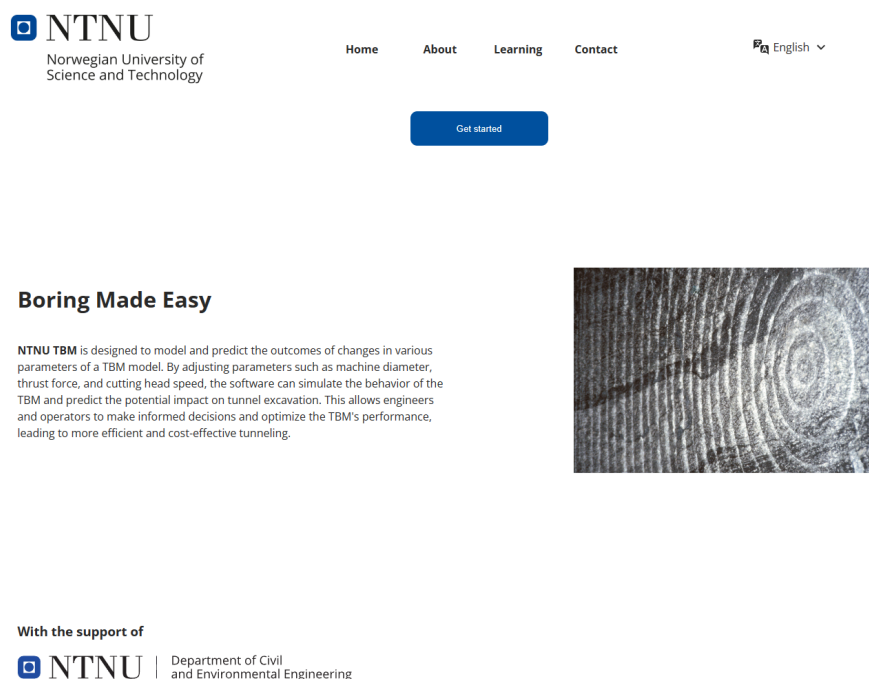 NTNU
Norwegian University of
Science and Technology
Home About Learning Contact
English
Get started
Boring Made Easy
NTNU TBM is designed to model and predict the outcomes of changes in various
parameters of a TBM model. By adjusting parameters such as machine diameter,
thrust force, and cutting head speed, the software can simulate the behavior of the
TBM and predict the potential impact on tunnel excavation. This allows engineers
and operators to make informed decisions and optimize the TBM's performance,
leading to more efficient and cost-effective tunneling.
With the support of
NTNU
Department of Civil
and Environmental Engineering